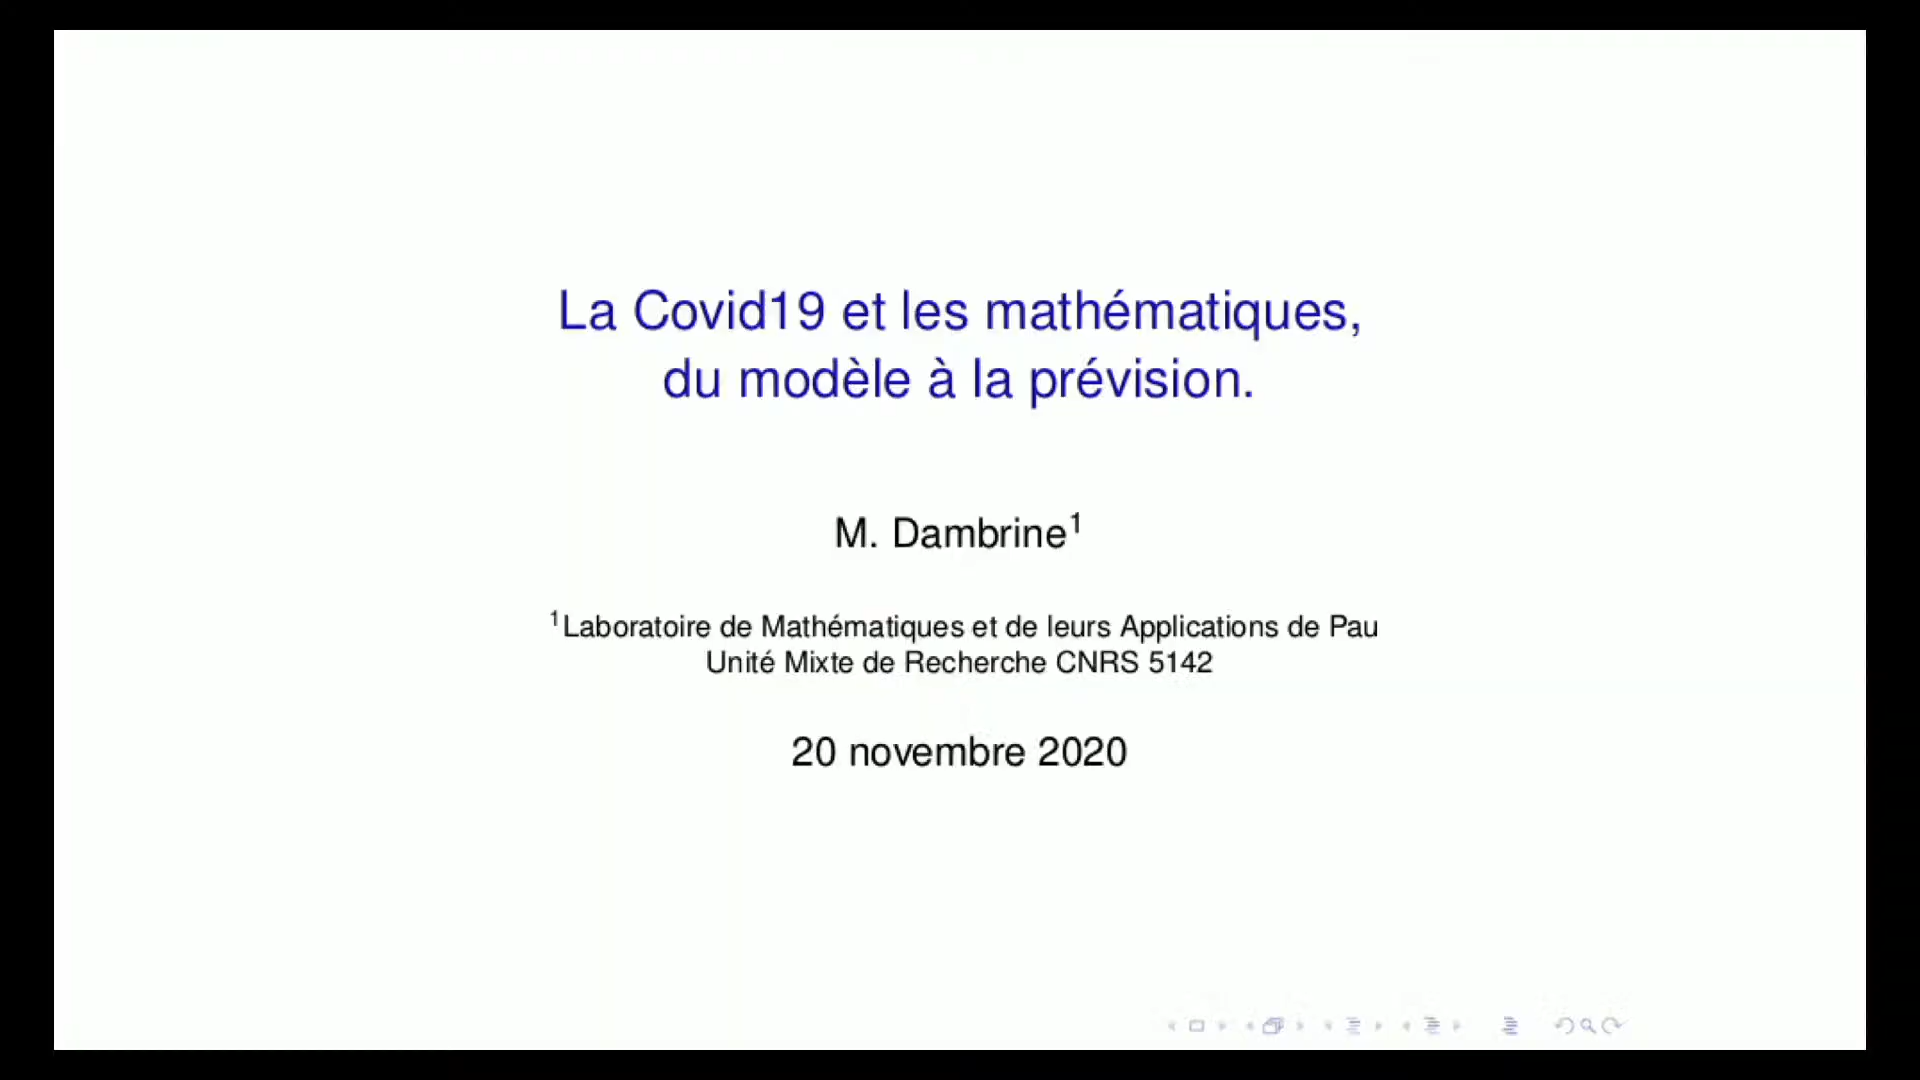 La Covid19 et les mathématiques,
du modèle à la prévision.
M. Dambrine¹
¹Laboratoire de Mathématiques et de leurs Applications de Pau
Unité Mixte de Recherche CNRS 5142
20 novembre 2020